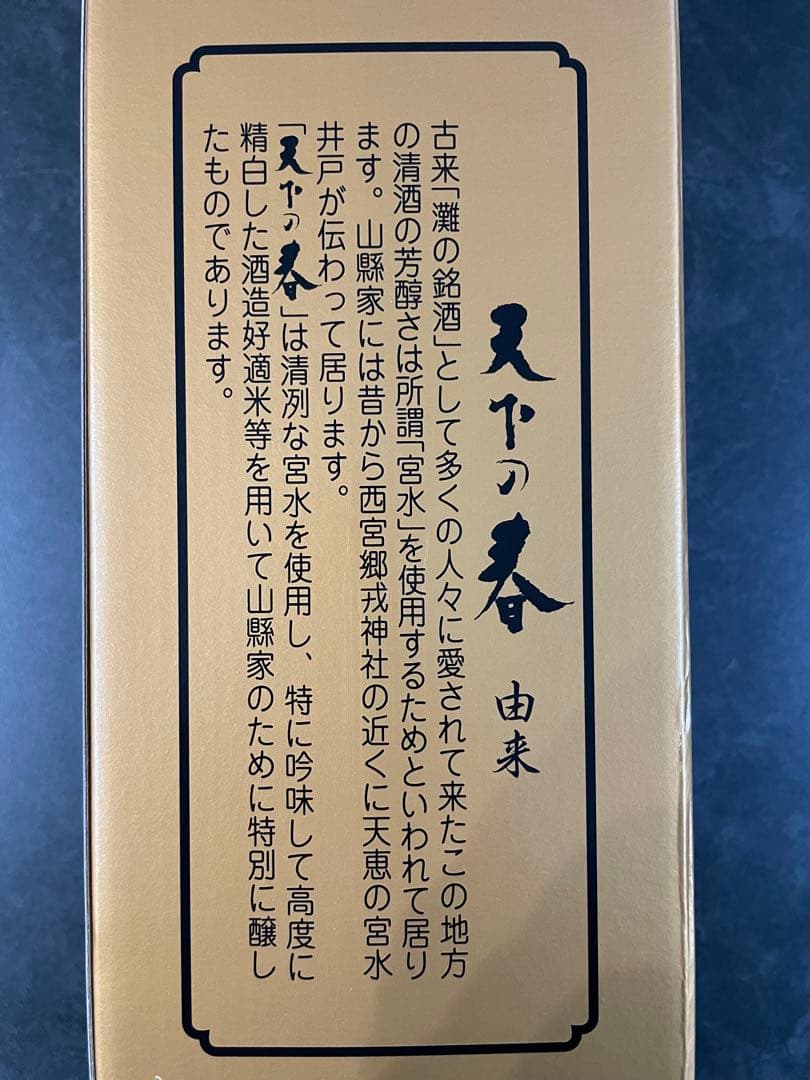 天下の春 由来
古来「灘の銘酒」として多くの人々に愛されて来たこの地方
の清酒の芳醇さは所謂「宮水」を使用するためといわれて居り
ます。山縣家には昔から西宮郷戎神社の近くに天恵の宮水
井戸が伝わって居ります。
「天下の春」は清冽な宮水を使用し、特に吟味して高度に
精白した酒造好適米等を用いて山縣家のために特別に醸し
たものであります。